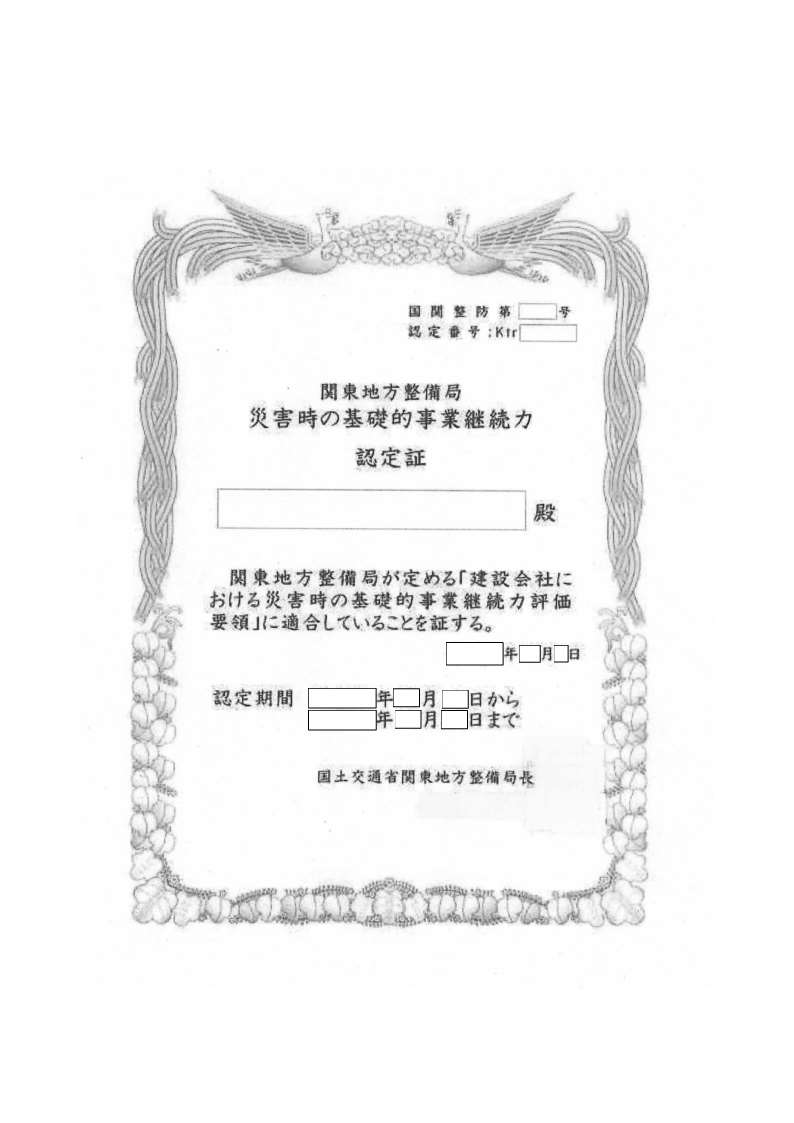 国関整防第 号
認定番号:Ktr
関東地方整備局
災害時の基礎的事業継続力
認定証
殿
関東地方整備局が定める「建設会社に
おける災害時の基礎的事業継続力評価
要領」に適合していることを証する。
年 月 日
認定期間 年 月 日から
年 月 日まで
国土交通省関東地方整備局長